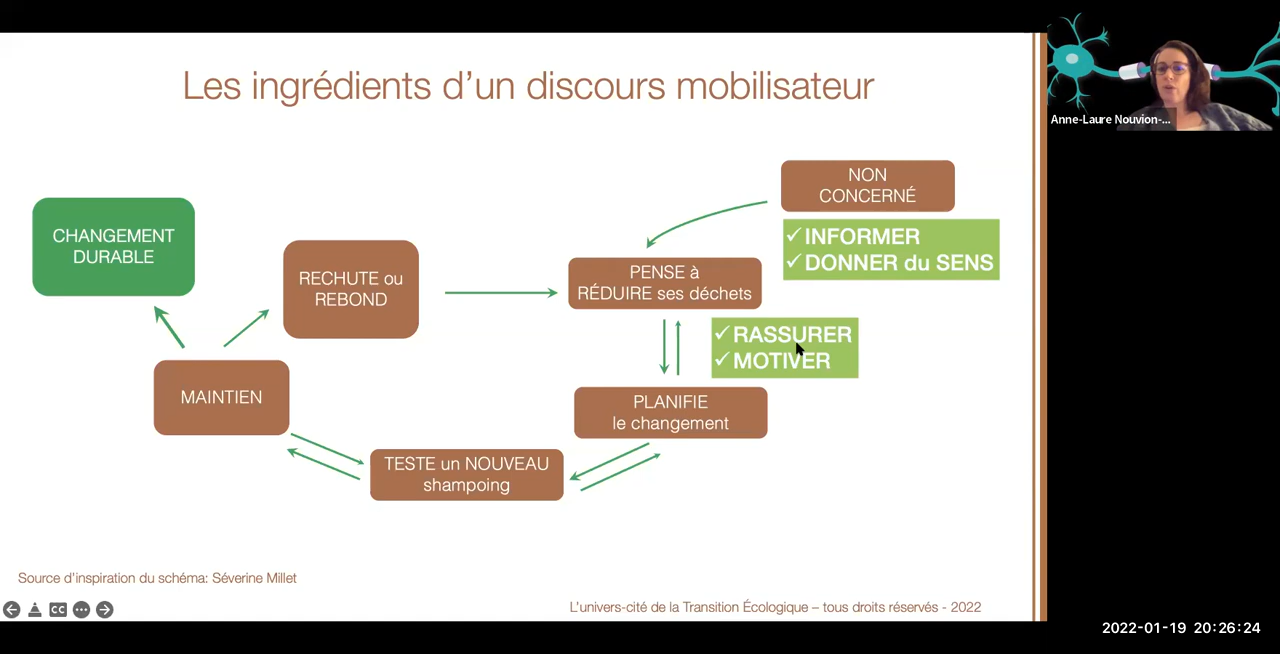 Les ingrédients d'un discours mobilisateur
Anne-Laure Nouvion-...
NON
CONCERNÉ
✓ INFORMER
✓ DONNER du SENS
CHANGEMENT
DURABLE
RECHUTE ou
REBOND
PENSE à
RÉDUIRE ses déchets
✓ RASSURER
✓ MOTIVER
MAINTIEN
PLANIFIE
le changement
TESTE un NOUVEAU
shampoing
Source d'inspiration du schéma: Séverine Millet
CC
L'univers-cité de la Transition Écologique – tous droits réservés - 2022
2022-01-19 20:26:24